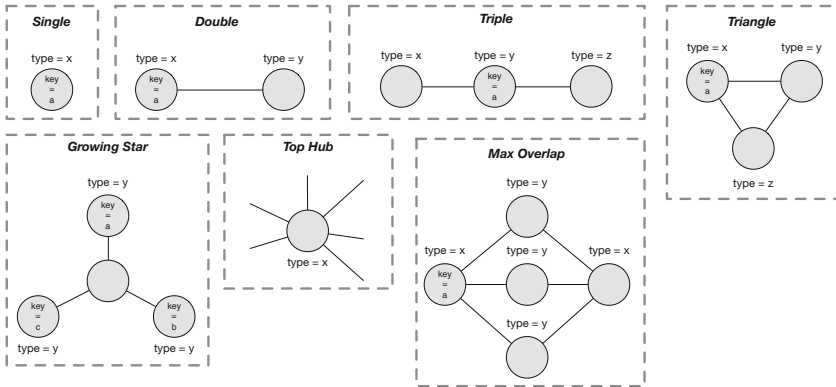 Single
type = x
key
=
a
Double
type = x
type = y
key
=
a
Triple
type = x
type = y
type = z
key
=
a
Triangle
type = x
type = y
key
=
a
type = z
Growing Star
type = y
key
=
a
key
=
c
key
=
b
type = y
type = y
Top Hub
type = x
Max Overlap
type = y
type = x
type = y
type = x
key
=
a
type = y